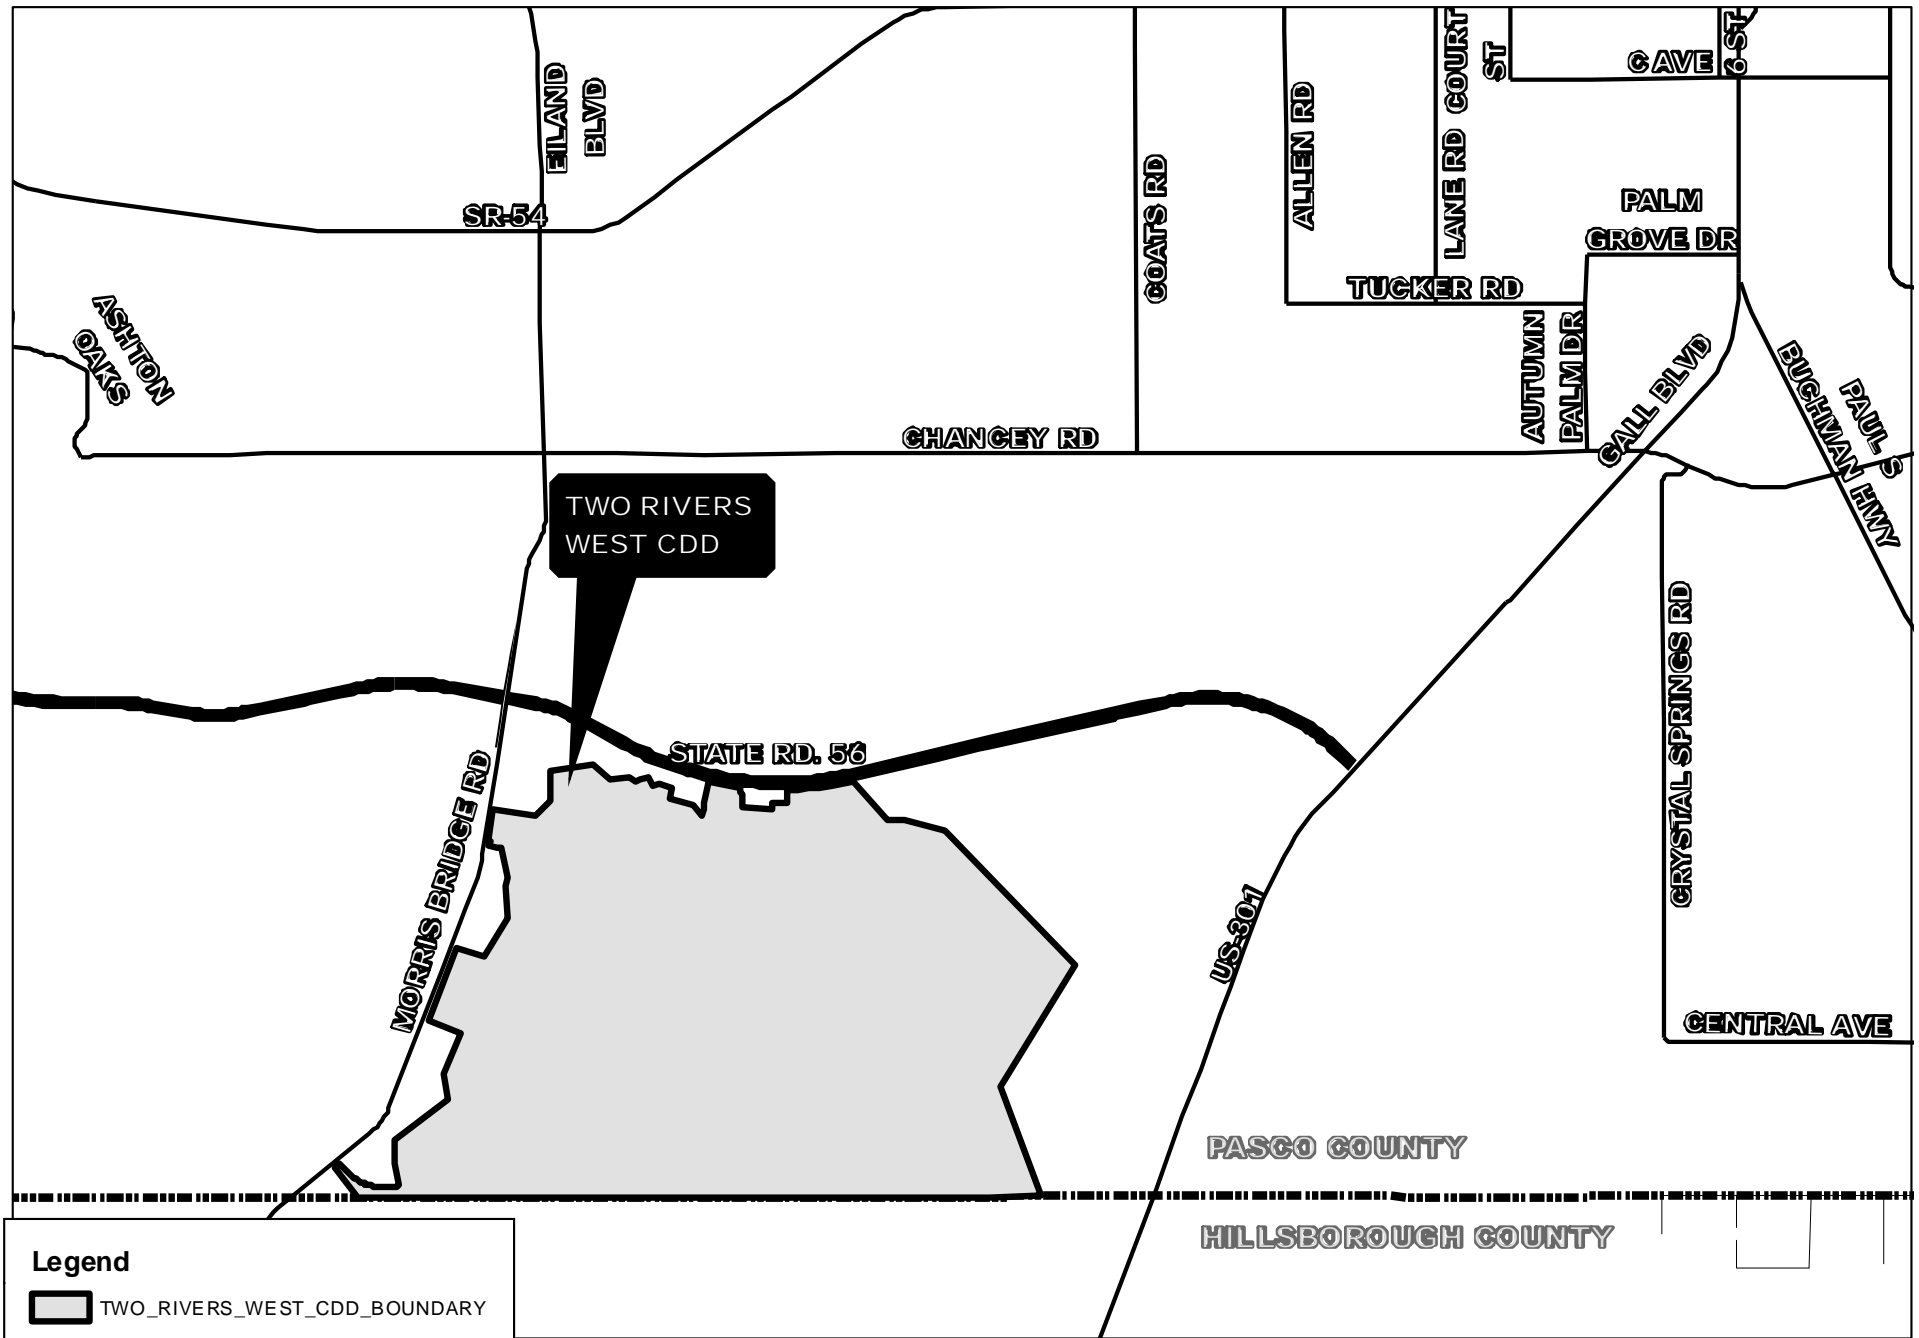 EILAND
BLVD
SR-54
ASHTON
OAKS
COATS RD
ALLEN RD
LANE RD
COURT
ST
C AVE
6 ST
PALM
GROVE DR
TUCKER RD
AUTUMN
PALM DR
GALL BLVD
PAUL S
BUCHMAN HWY
CHANCEY RD
TWO RIVERS
WEST CDD
STATE RD. 56
MORRIS BRIDGE RD
US-301
CRYSTAL SPRINGS RD
CENTRAL AVE
PASCO COUNTY
HILLSBOROUGH COUNTY
Legend
TWO_RIVERS_WEST_CDD_BOUNDARY